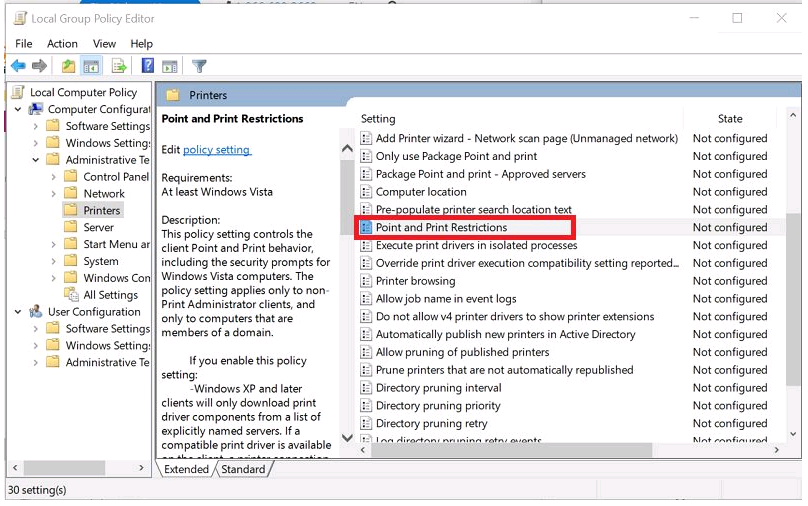 Local Group Policy Editor
File Action View Help
Local Computer Policy
Computer Configurat
Software Settings
Windows Settings
Administrative Te
Control Panel
Network
Printers
Server
Start Menu ar
System
Windows Con
All Settings
User Configuration
Software Settings
Windows Settings
Administrative Te
Printers
Point and Print Restrictions
Edit policy setting
Requirements:
At least Windows Vista
Description:
This policy setting controls the
client Point and Print behavior,
including the security prompts for
Windows Vista computers. The
policy setting applies only to non-
Print Administrator clients, and
only to computers that are
members of a domain.
If you enable this policy
setting:
-Windows XP and later
clients will only download print
driver components from a list of
explicitly named servers. If a
compatible print driver is available
on the client, a printer connection
Setting State
Add Printer wizard - Network scan page (Unmanaged network) Not configured
Only use Package Point and print Not configured
Package Point and print - Approved servers Not configured
Computer location Not configured
Pre-populate printer search location text Not configured
Point and Print Restrictions Not configured
Execute print drivers in isolated processes Not configured
Override print driver execution compatibility setting reported... Not configured
Printer browsing Not configured
Allow job name in event logs Not configured
Do not allow v4 printer drivers to show printer extensions Not configured
Automatically publish new printers in Active Directory Not configured
Allow pruning of published printers Not configured
Prune printers that are not automatically republished Not configured
Directory pruning interval Not configured
Directory pruning priority Not configured
Directory pruning retry Not configured
Log directory pruning retry events Not configured
Extended Standard
30 setting(s)